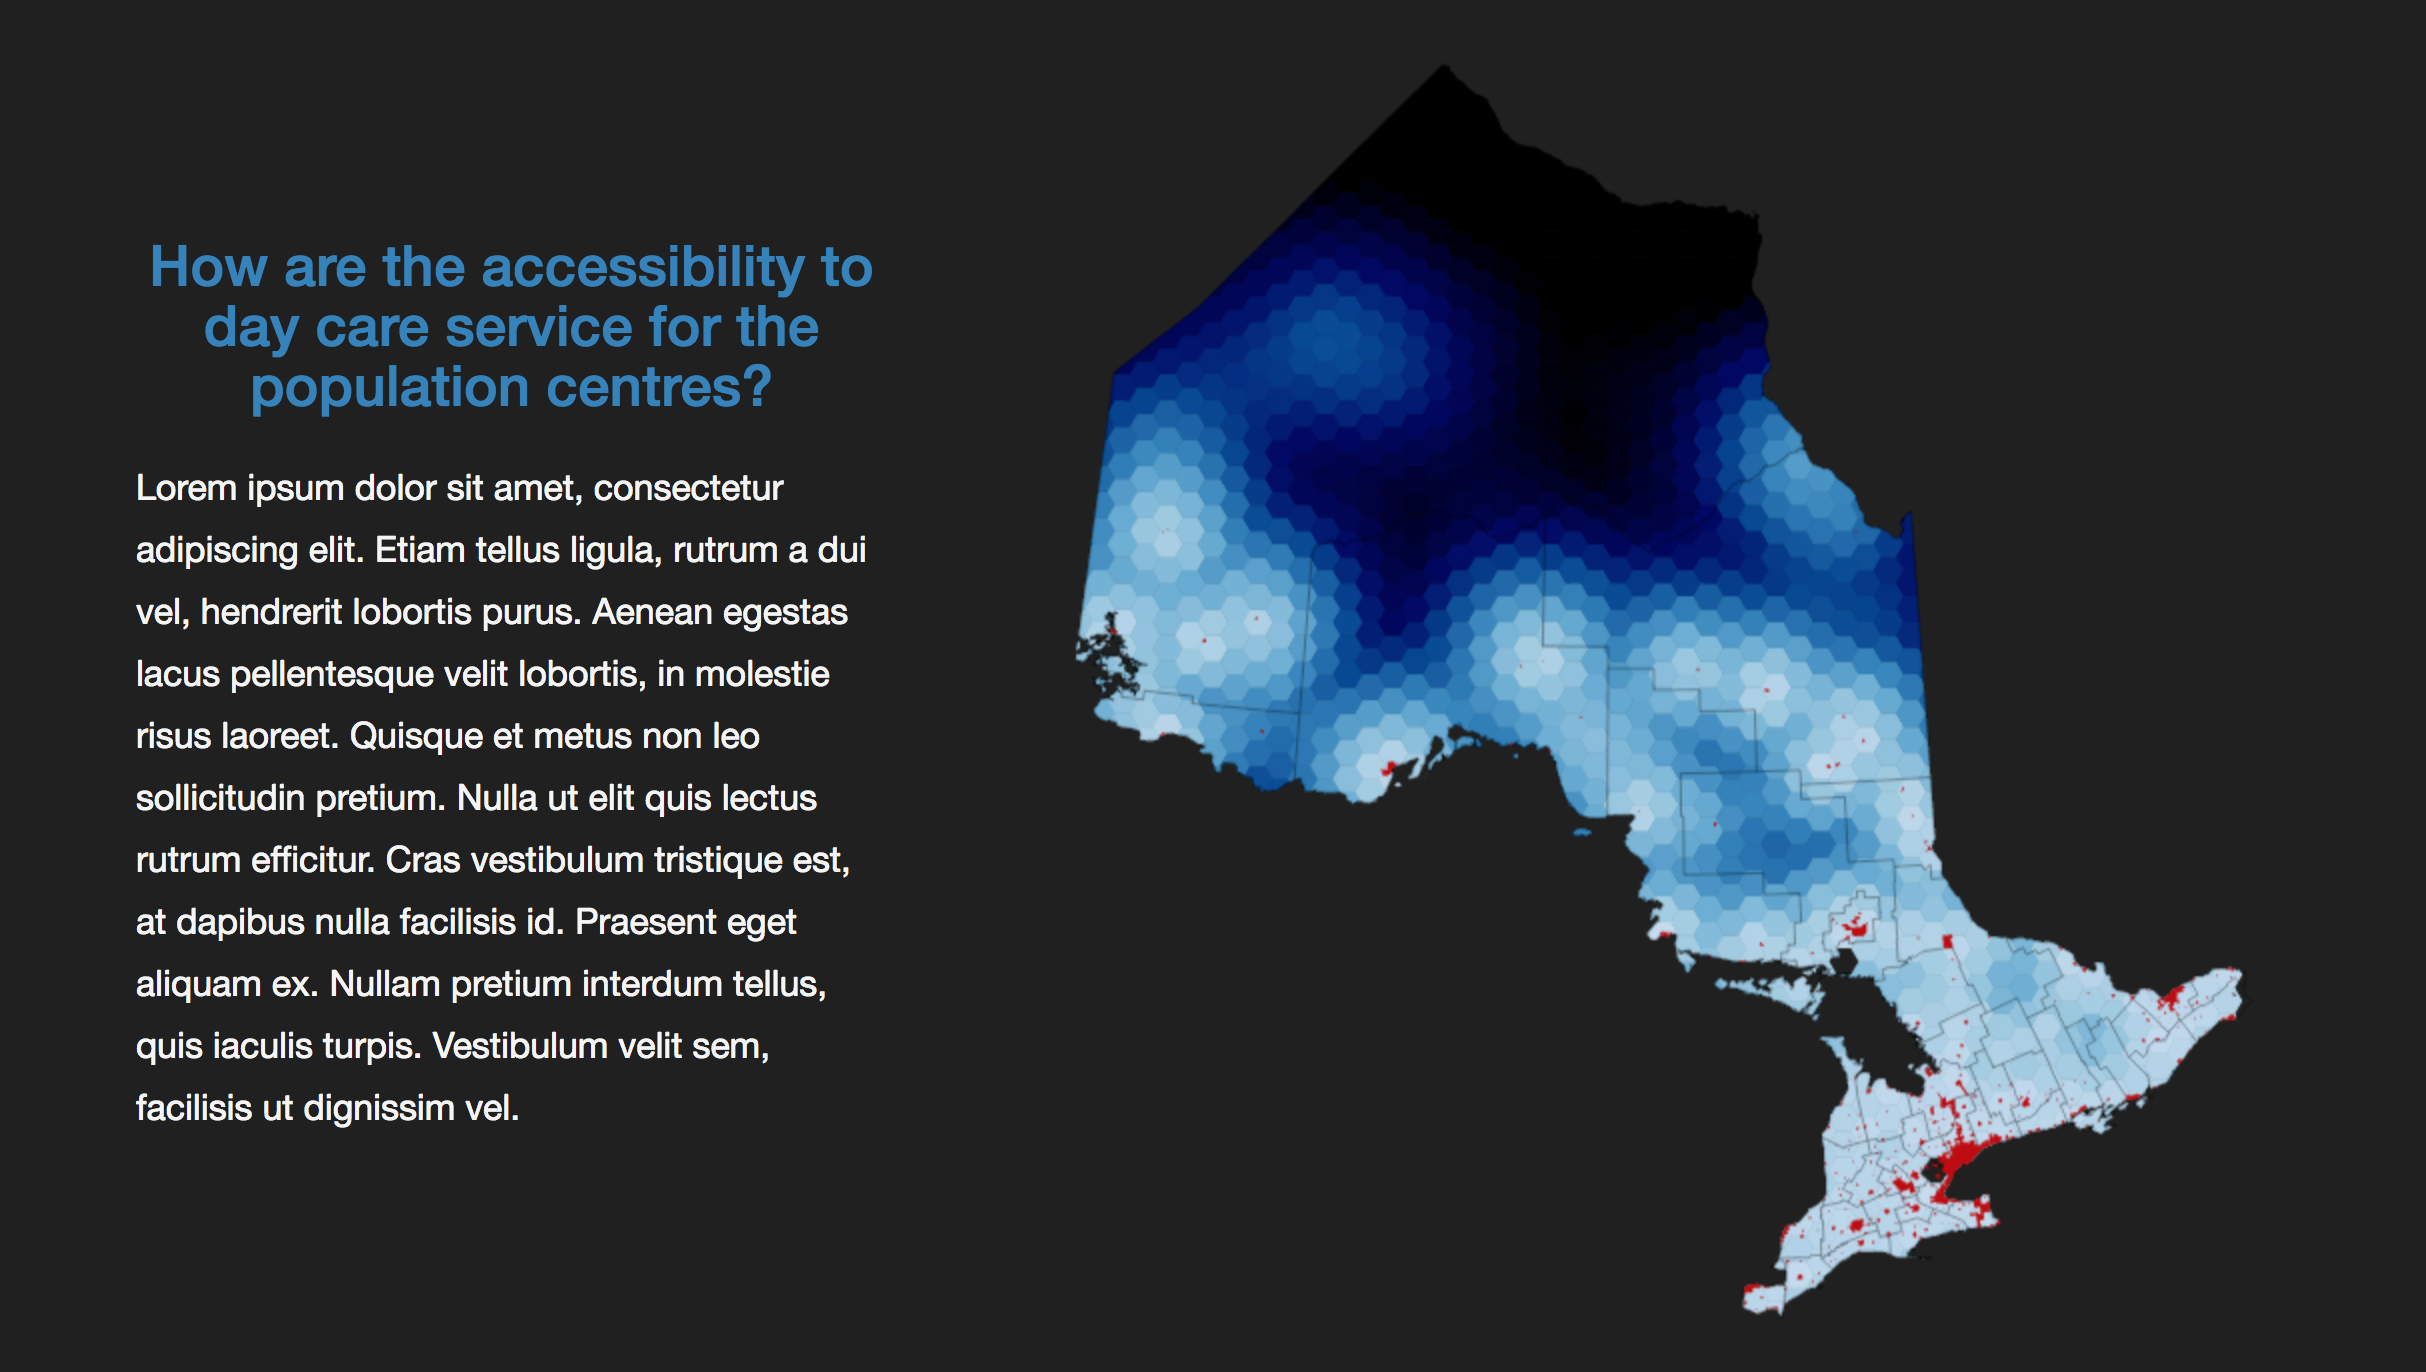 How are the accessibility to
day care service for the
population centres?
Lorem ipsum dolor sit amet, consectetur
adipiscing elit. Etiam tellus ligula, rutrum a dui
vel, hendrerit lobortis purus. Aenean egestas
lacus pellentesque velit lobortis, in molestie
risus laoreet. Quisque et metus non leo
sollicitudin pretium. Nulla ut elit quis lectus
rutrum efficitur. Cras vestibulum tristique est,
at dapibus nulla facilisis id. Praesent eget
aliquam ex. Nullam pretium interdum tellus,
quis iaculis turpis. Vestibulum velit sem,
facilisis ut dignissim vel.